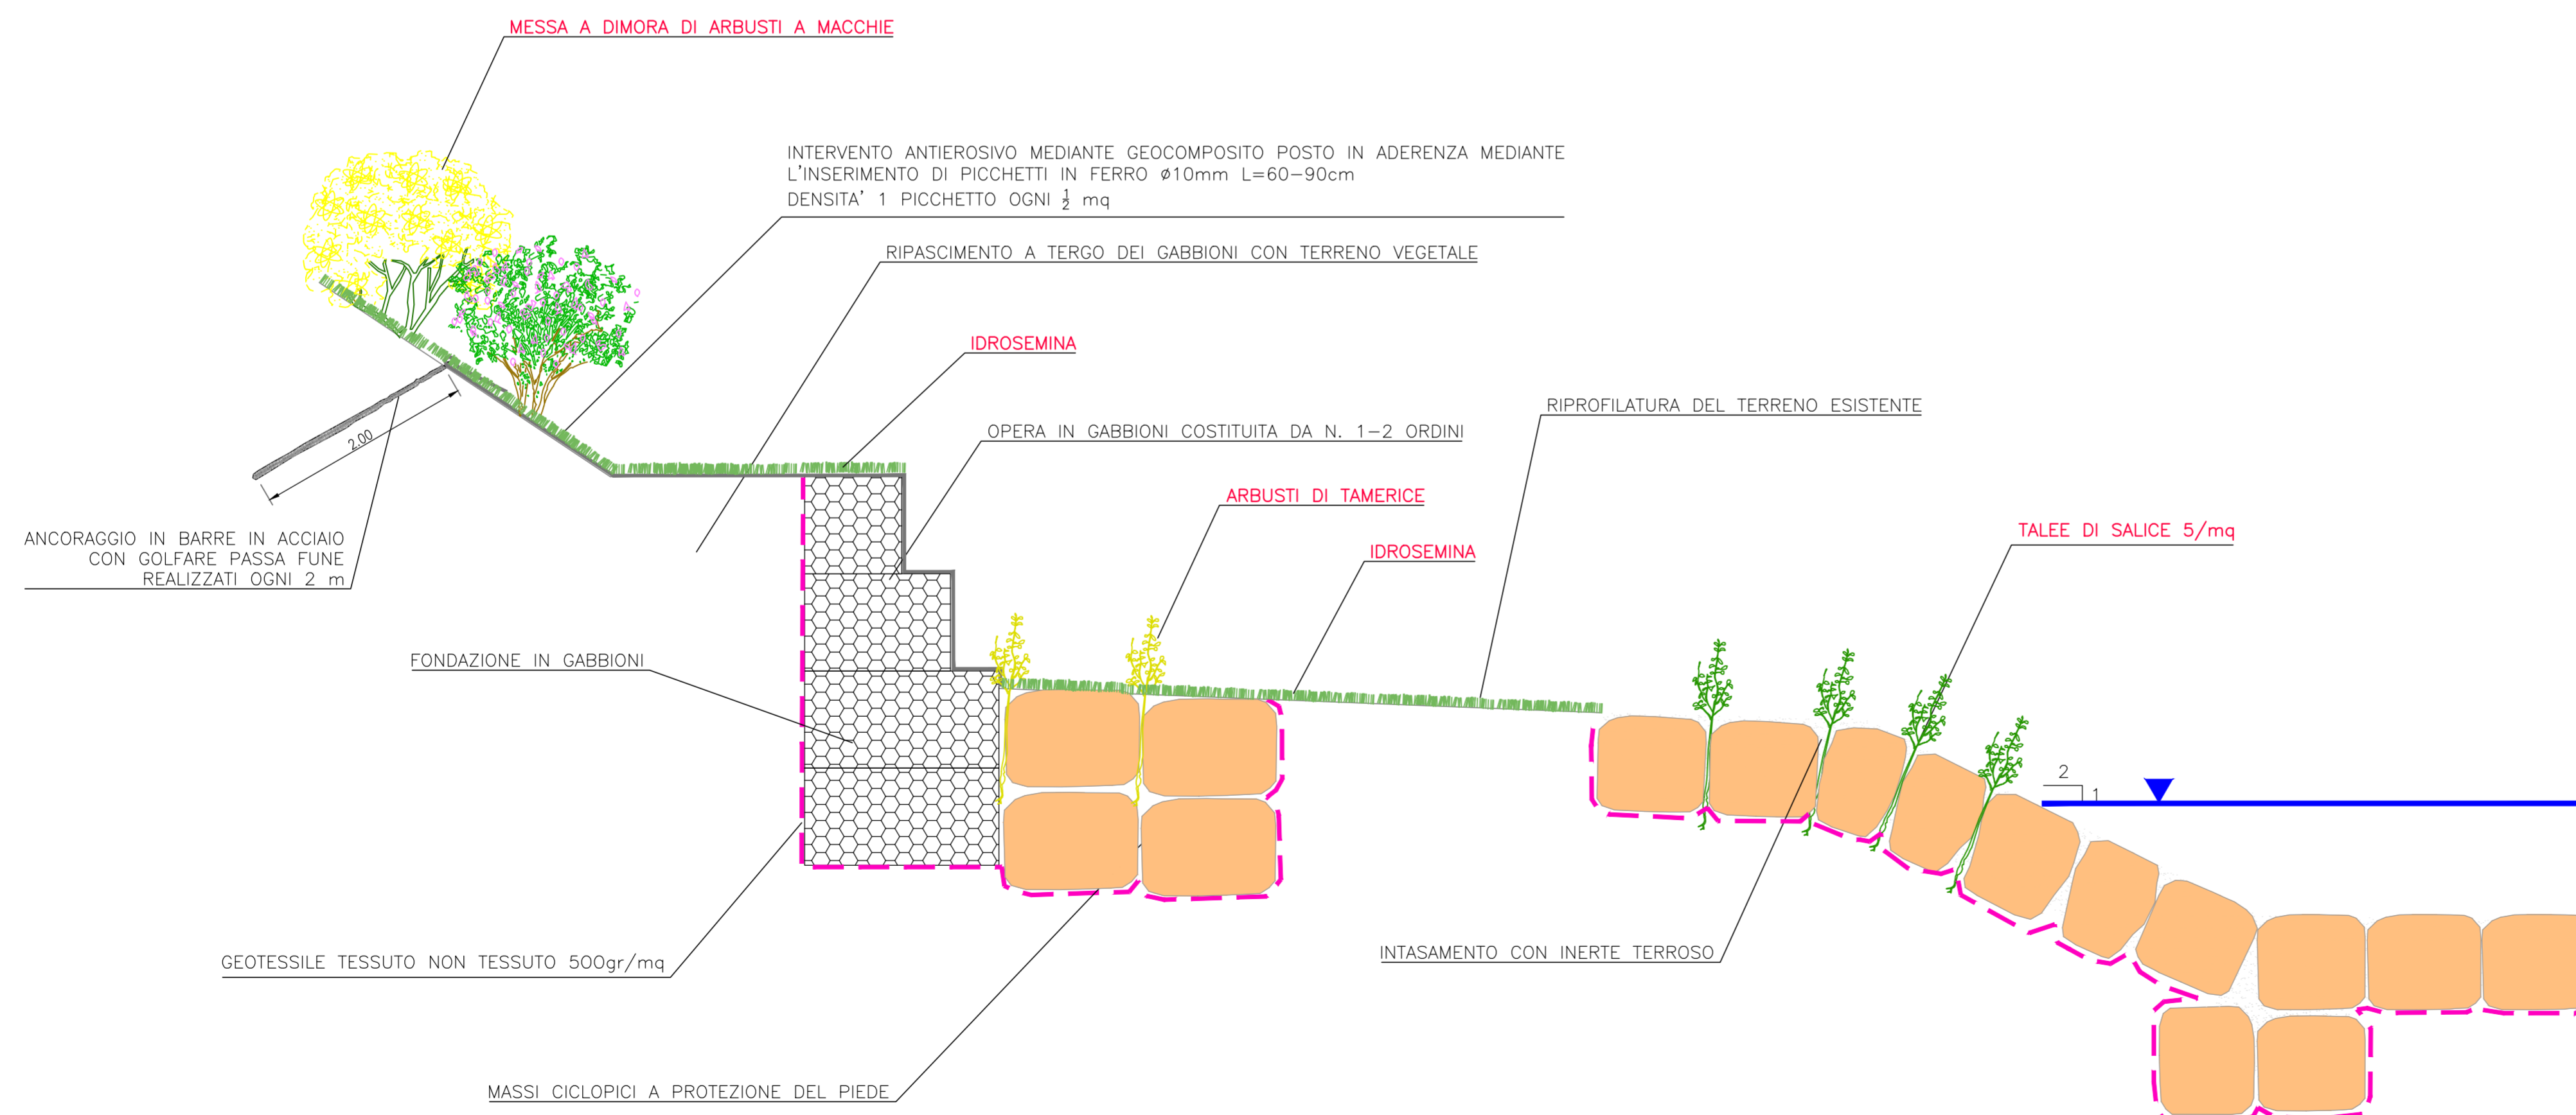 MESSA A DIMORA DI ARBUSTI A MACCHIE
INTERVENTO ANTIEROSIVO MEDIANTE GEOCOMPOSITO POSTO IN ADERENZA MEDIANTE
L'INSERIMENTO DI PICCHETTI IN FERRO ø10mm L=60-90cm
DENSITA' 1 PICCHETTO OGNI ½ mq
RIPASCIMENTO A TERGO DEI GABBIONI CON TERRENO VEGETALE
IDROSEMINA
RIPROFILATURA DEL TERRENO ESISTENTE
OPERA IN GABBIONI COSTITUITA DA N. 1-2 ORDINI
2.00
ARBUSTI DI TAMERICE
TALEE DI SALICE 5/mq
ANCORAGGIO IN BARRE IN ACCIAIO
CON GOLFARE PASSA FUNE
REALIZZATI OGNI 2 m
IDROSEMINA
FONDAZIONE IN GABBIONI
2
1
INTASAMENTO CON INERTE TERROSO
GEOTESSILE TESSUTO NON TESSUTO 500gr/mq
MASSI CICLOPICI A PROTEZIONE DEL PIEDE